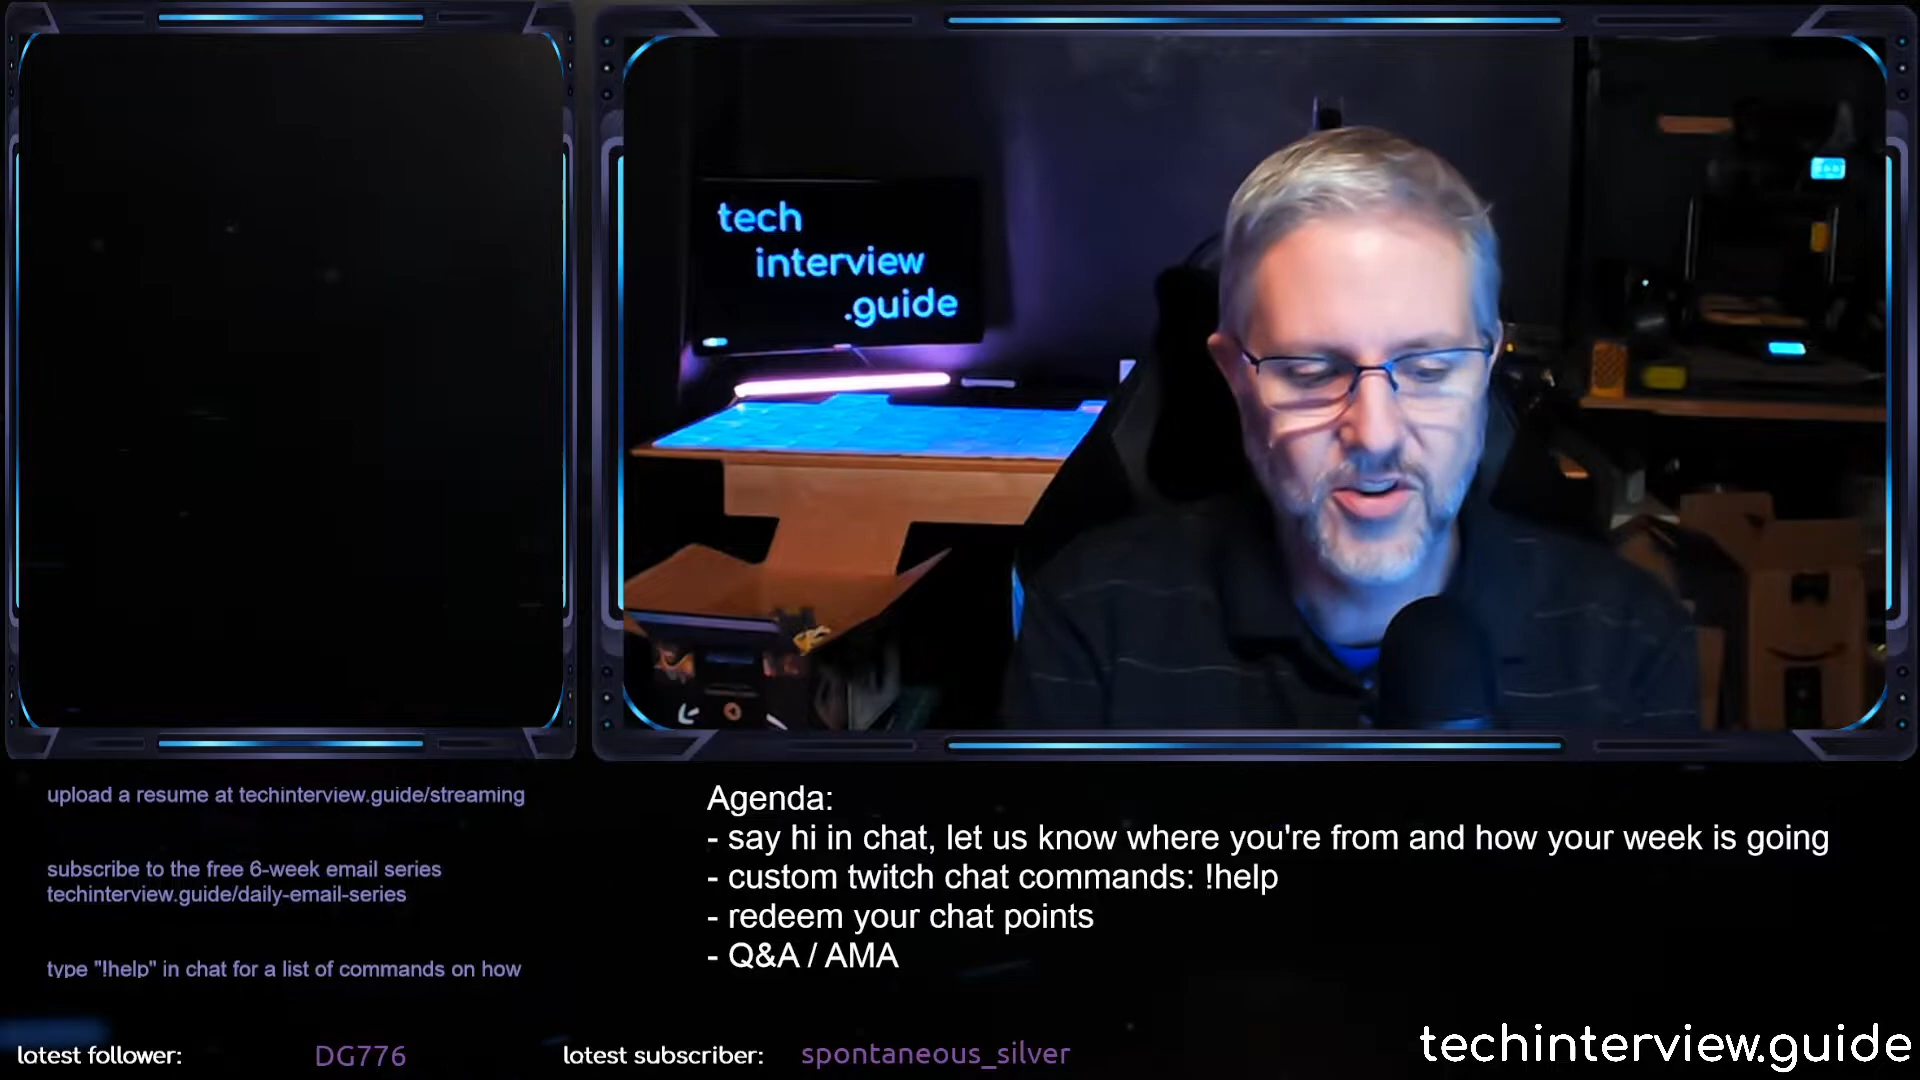 tech
interview
.guide
upload a resume at techinterview.guide/streaming
subscribe to the free 6-week email series
techinterview.guide/daily-email-series
type "!help" in chat for a list of commands on how
Agenda:
- say hi in chat, let us know where you're from and how your week is going
- custom twitch chat commands: !help
- redeem your chat points
- Q&A / AMA
latest follower: DG776
latest subscriber: spontaneous_silver
techinterview.guide